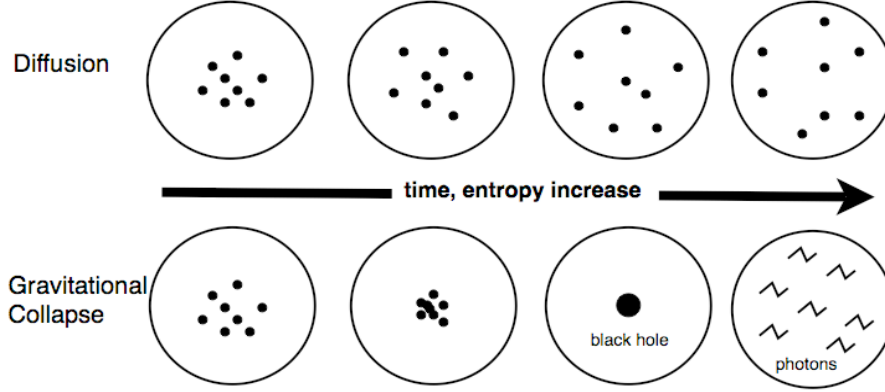 Diffusion
time, entropy increase
Gravitational
Collapse
black hole
photons